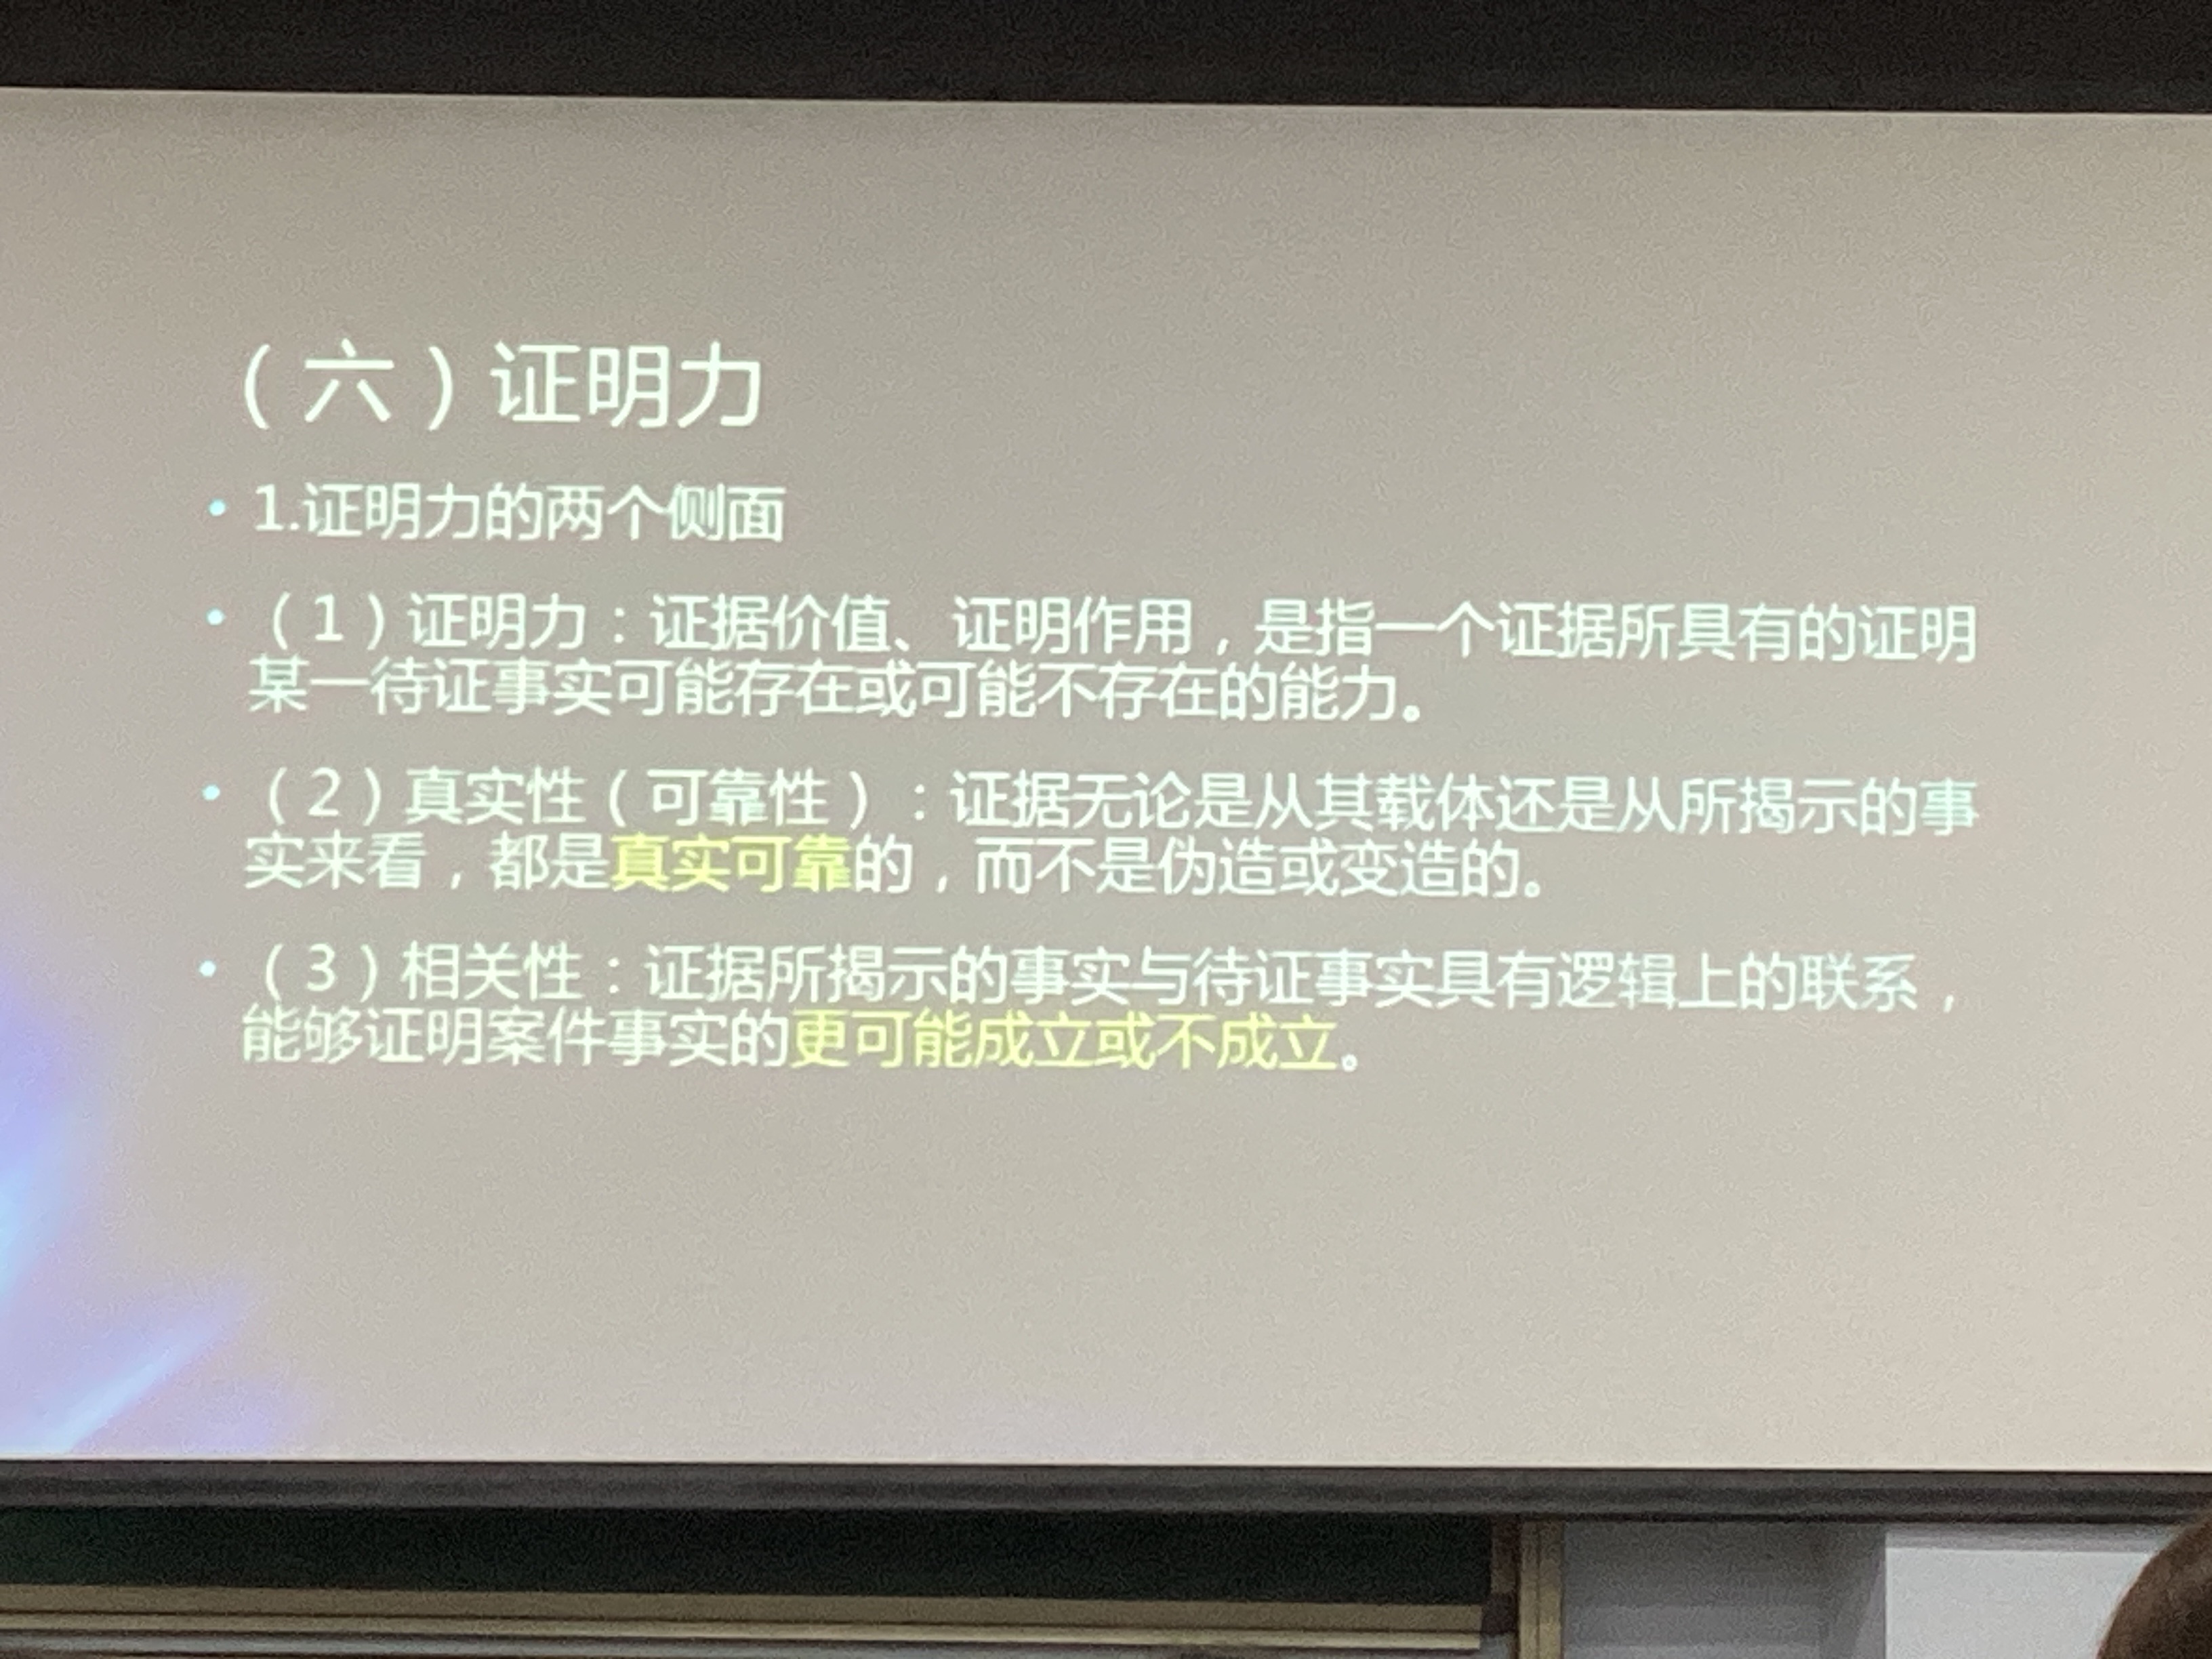 （六）证明力
• 1.证明力的两个侧面
• （1）证明力：证据价值、证明作用，是指一个证据所具有的证明
某一待证事实可能存在或可能不存在的能力。
• （2）真实性（可靠性）：证据无论是从其载体还是从所揭示的事
实来看，都是真实可靠的，而不是伪造或变造的。
• （3）相关性：证据所揭示的事实与待证事实具有逻辑上的联系，
能够证明案件事实的更可能成立或不成立。